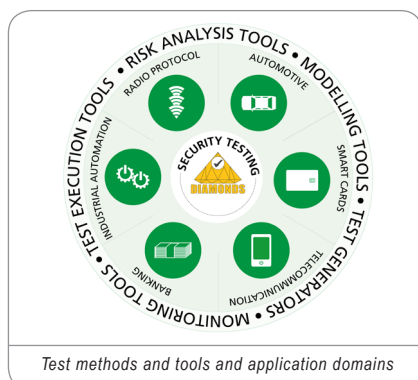 RISK ANALYSIS TOOLS • MODELLING TOOLS • TEST GENERATORS • MONITORING TOOLS • TEST EXECUTION TOOLS •
RADIO PROTOCOL
AUTOMOTIVE
SMART CARDS
TELECOMMUNICATION
BANKING
INDUSTRIAL AUTOMATION
SECURITY TESTING
DIAMONDS
Test methods and tools and application domains